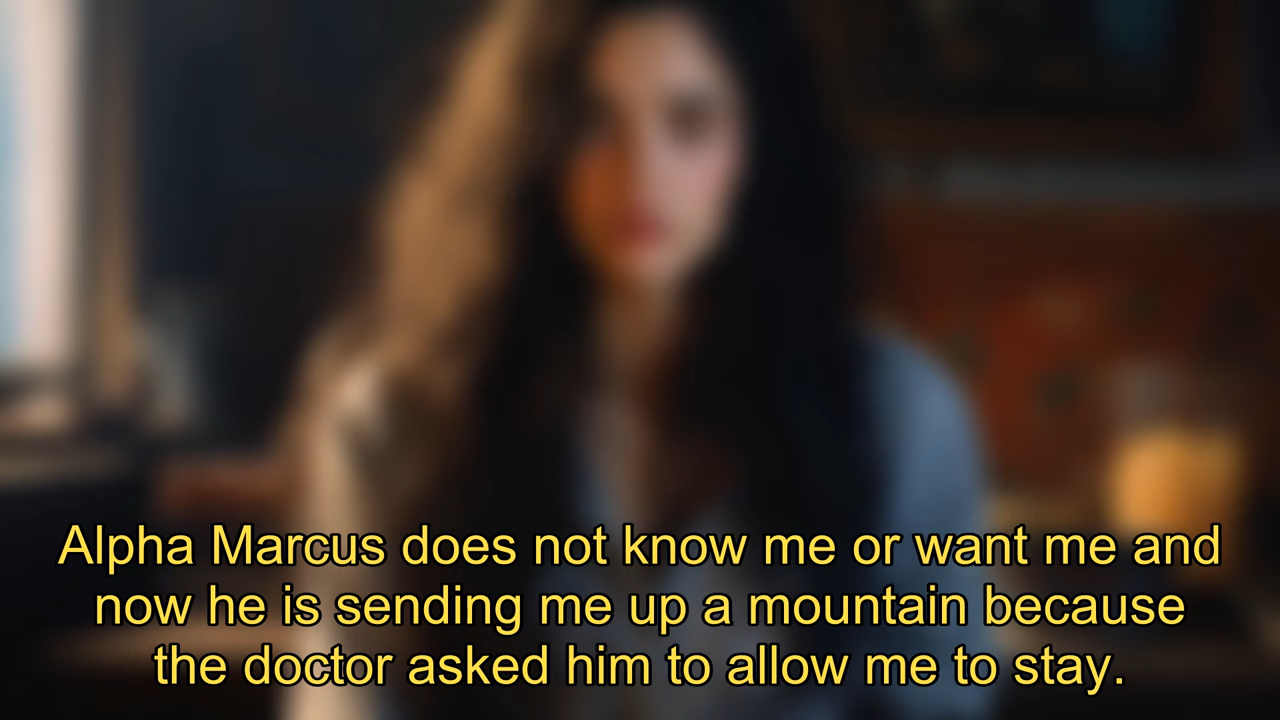 Alpha Marcus does not know me or want me and
now he is sending me up a mountain because
the doctor asked him to allow me to stay.